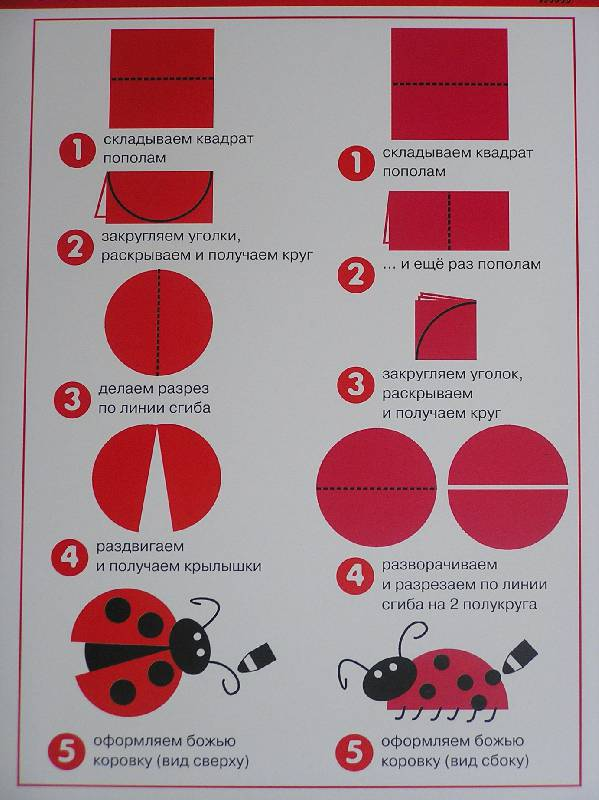 1
складываем квадрат
пополам
2
закругляем уголки,
раскрываем и получаем круг
3
делаем разрез
по линии сгиба
4
раздвигаем
и получаем крылышки
5
оформляем божью
коровку (вид сверху)
1
складываем квадрат
пополам
2
... и ещё раз пополам
3
закругляем уголок,
раскрываем
и получаем круг
4
разворачиваем
и разрезаем по линии
сгиба на 2 полукруга
5
оформляем божью
коровку (вид сбоку)